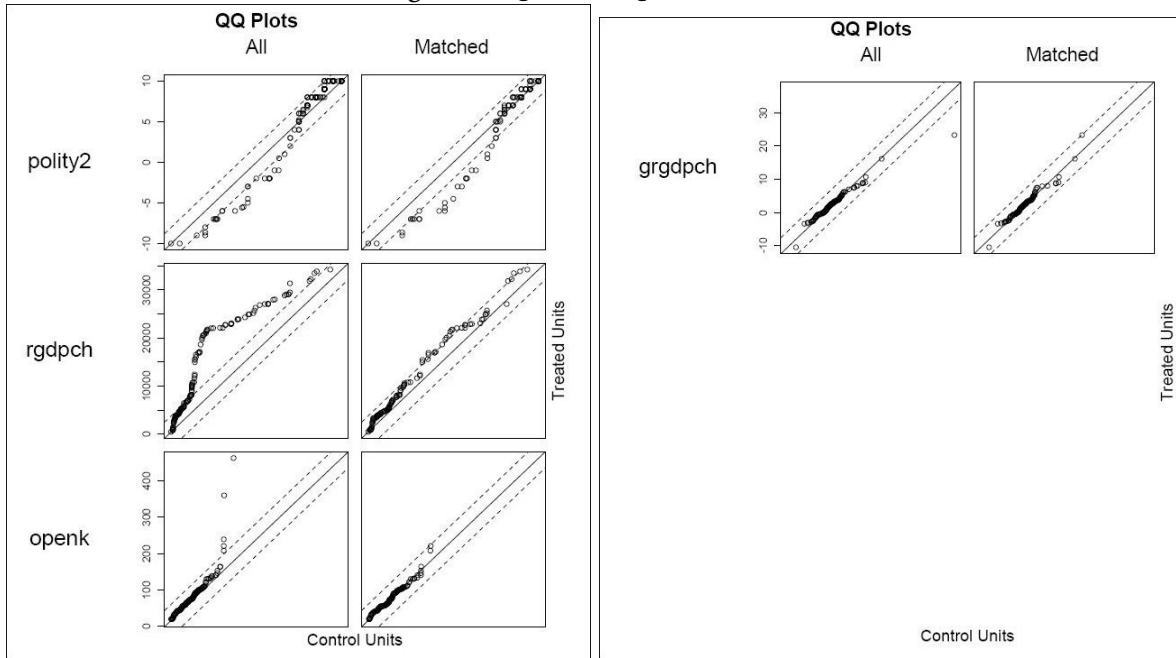 QQ Plots
All Matched
polity2
-10 -5 0 5 10
rgdpch
0 10000 20000 30000
openk
0 100 200 300 400
Treated Units
Control Units
QQ Plots
All Matched
grgdpch
-10 0 10 20 30
Treated Units
Control Units